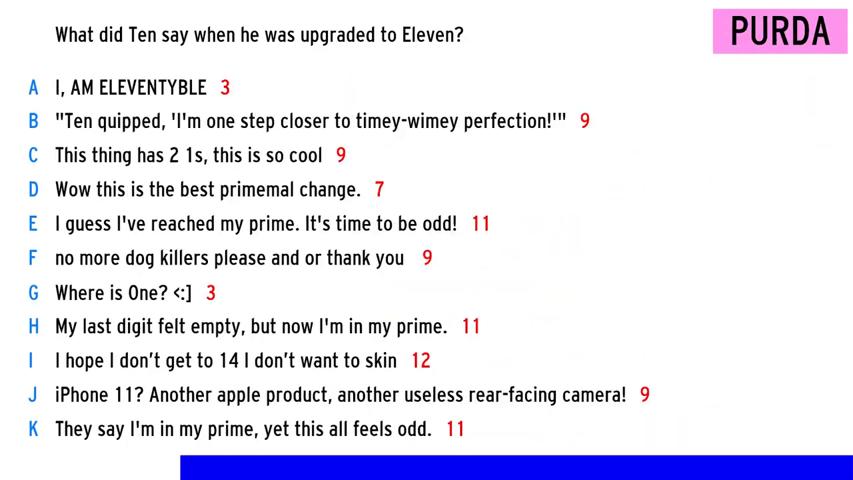 What did Ten say when he was upgraded to Eleven?
PURDA
A I, AM ELEVENTYBLE 3
B "Ten quipped, 'I'm one step closer to timey-wimey perfection!'" 9
C This thing has 2 1s, this is so cool 9
D Wow this is the best primemal change. 7
E I guess I've reached my prime. It's time to be odd! 11
F no more dog killers please and or thank you 9
G Where is One? <:] 3
H My last digit felt empty, but now I'm in my prime. 11
I I hope I don't get to 14 I don't want to skin 12
J iPhone 11? Another apple product, another useless rear-facing camera! 9
K They say I'm in my prime, yet this all feels odd. 11